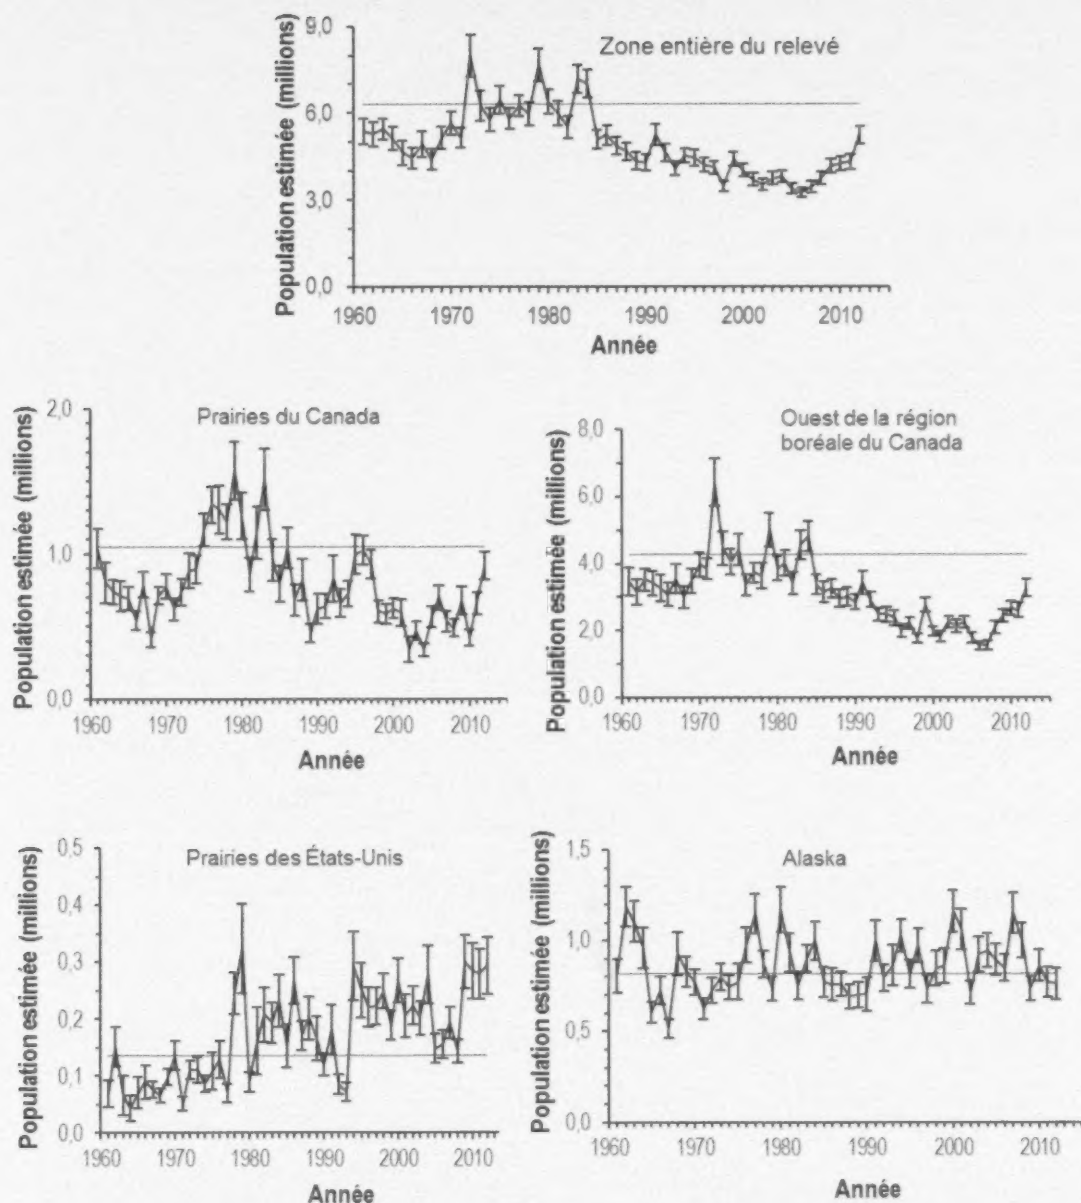 Zone entière du relevé
Population estimée (millions)
9,0
6,0
3,0
0,0
1960 1970 1980 1990 2000 2010
Année
Prairies du Canada
Population estimée (millions)
2,0
1,0
0,0
1960 1970 1980 1990 2000 2010
Année
Ouest de la région
boréale du Canada
Population estimée (millions)
8,0
6,0
4,0
2,0
0,0
1960 1970 1980 1990 2000 2010
Année
Prairies des États-Unis
Population estimée (millions)
0,5
0,4
0,3
0,2
0,1
0,0
1960 1970 1980 1990 2000 2010
Année
Alaska
Population estimée (millions)
1,5
1,0
0,5
0,0
1960 1970 1980 1990 2000 2010
Année